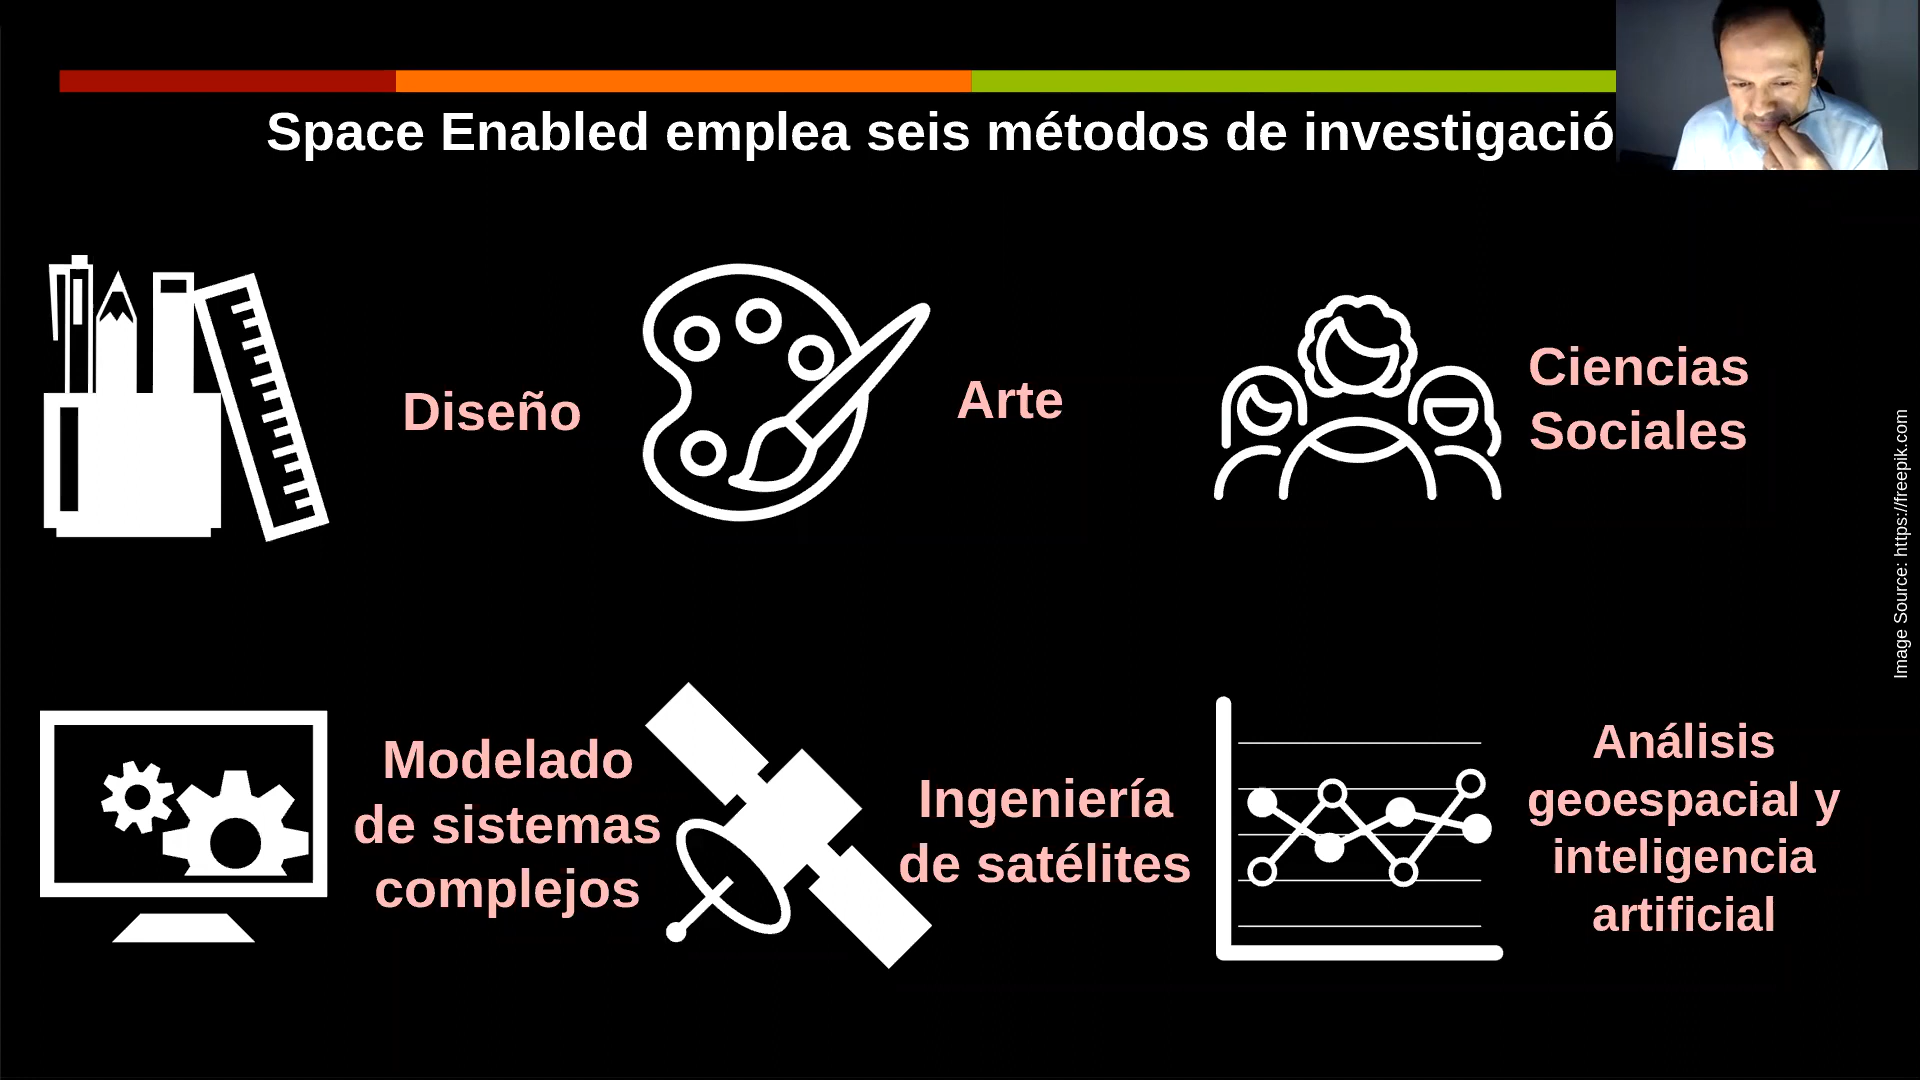 Space Enabled emplea seis métodos de investigació
Diseño
Arte
Ciencias
Sociales
Modelado
de sistemas
complejos
Ingeniería
de satélites
Análisis
geoespacial y
inteligencia
artificial
Image Source: https://freepik.com